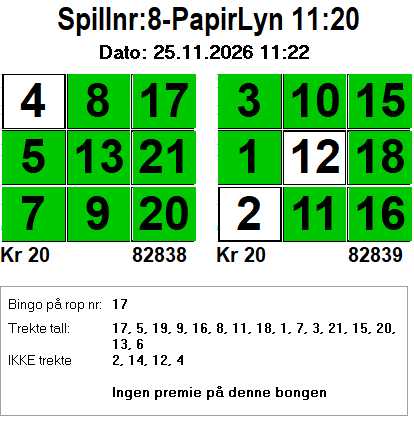 Spillnr:8-PapirLyn 11:20
Dato: 25.11.2026 11:22
4 8 17 3 10 15
5 13 21 1 12 18
7 9 20 2 11 16
Kr 20 82838 Kr 20 82839
Bingo på rop nr: 17
Trekte tall: 17, 5, 19, 9, 16, 8, 11, 18, 1, 7, 3, 21, 15, 20,
13, 6
IKKE trekte 2, 14, 12, 4
Ingen premie på denne bongen